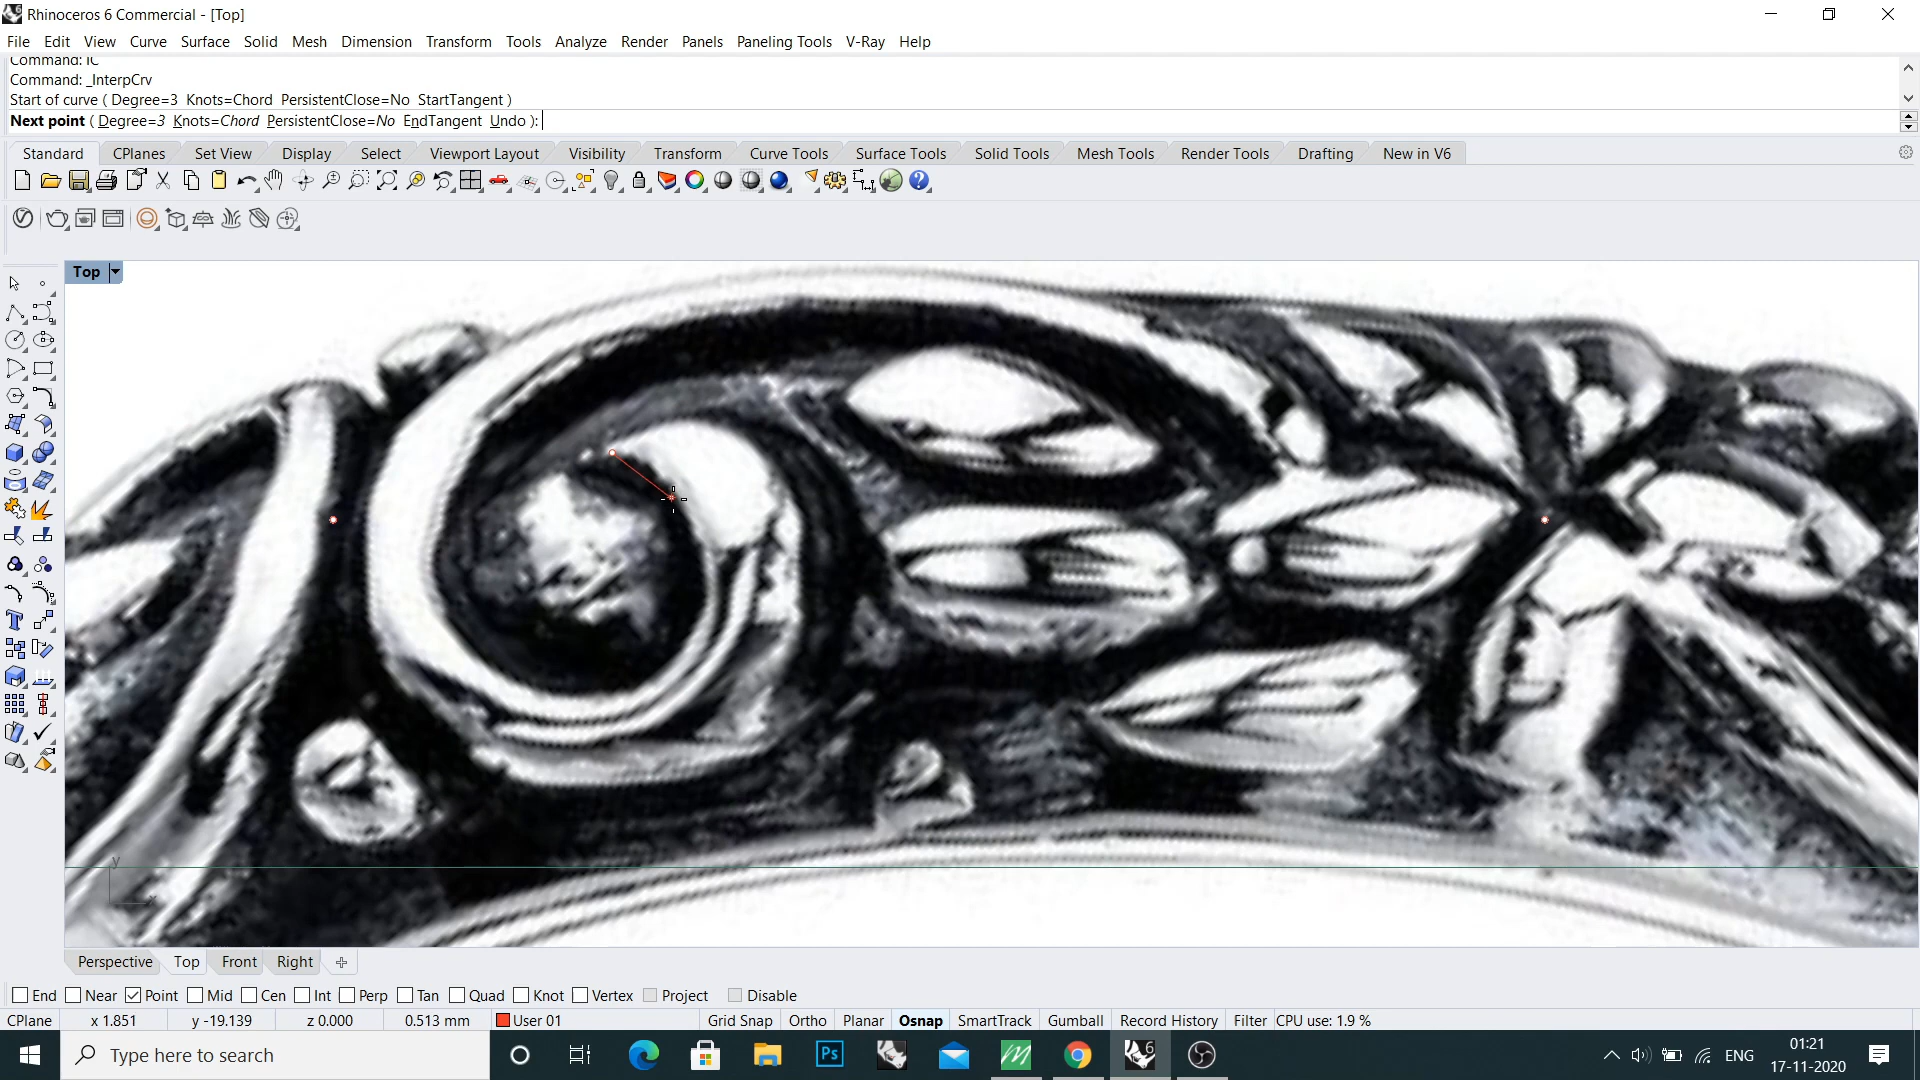 Rhinoceros 6 Commercial - [Top]
File Edit View Curve Surface Solid Mesh Dimension Transform Tools Analyze Render Panels Paneling Tools V-Ray Help
Command: IC
Command: _InterpCrv
Start of curve ( Degree=3 Knots=Chord PersistentClose=No StartTangent )
Next point ( Degree=3 Knots=Chord PersistentClose=No EndTangent Undo ):
Standard CPlanes Set View Display Select Viewport Layout Visibility Transform Curve Tools Surface Tools Solid Tools Mesh Tools Render Tools Drafting New in V6
Top
y
x
Perspective Top Front Right
End Near Point Mid Cen Int Perp Tan Quad Knot Vertex Project Disable
CPlane x 1.851 y -19.139 z 0.000 0.513 mm User 01 Grid Snap Ortho Planar Osnap SmartTrack Gumball Record History Filter CPU use: 1.9 %
Type here to search Ps 6 ENG 01:21
17-11-2020